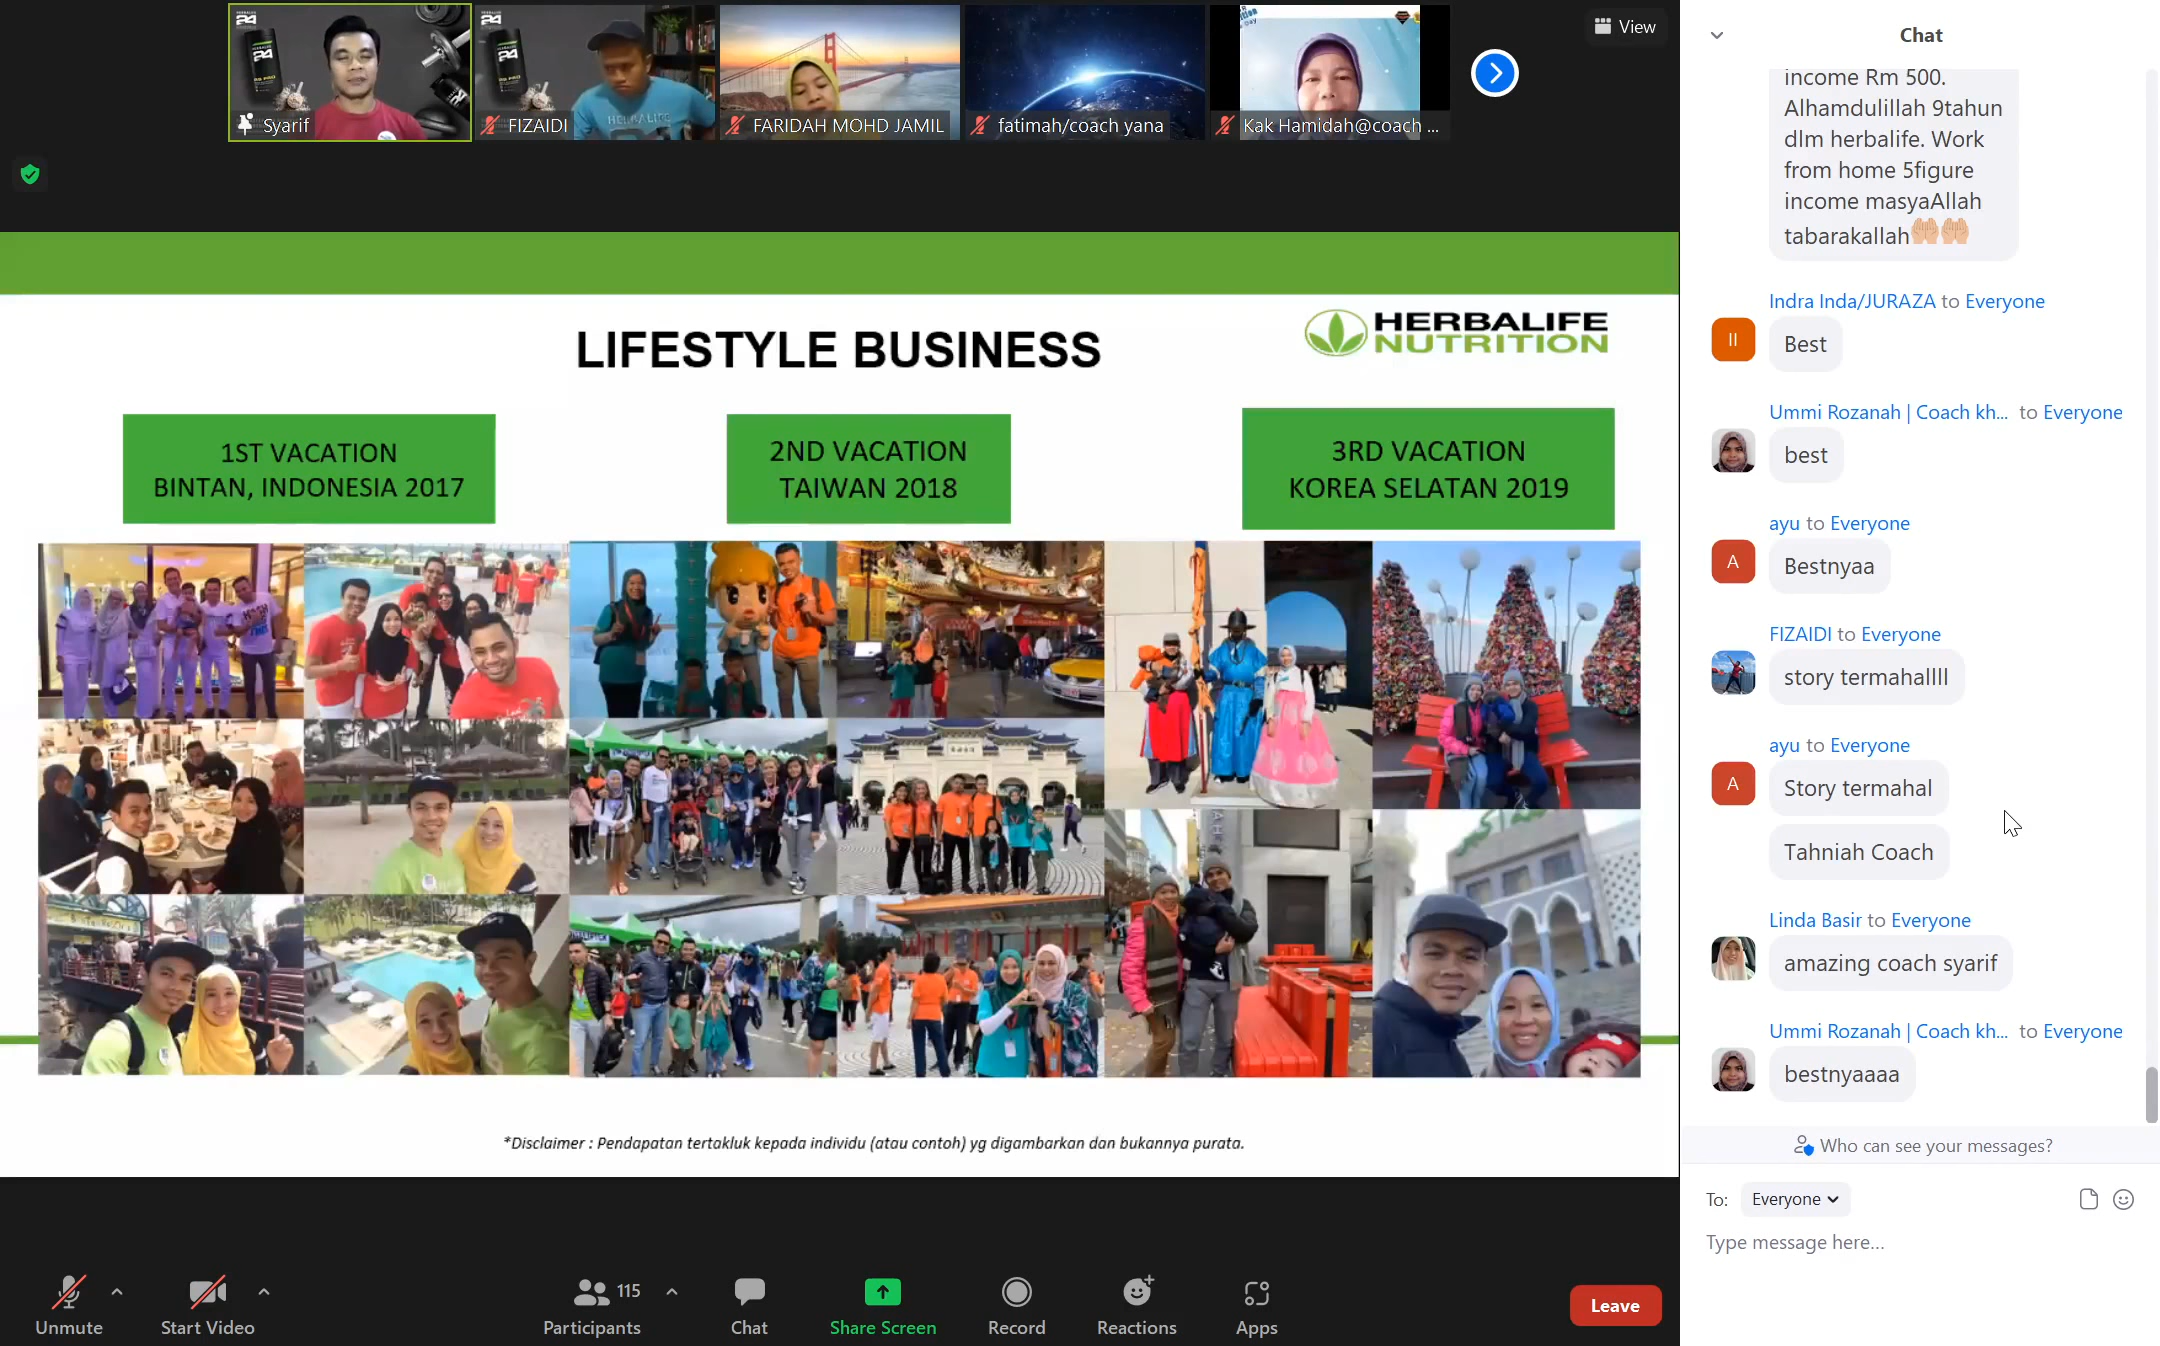 HERBALIFE
24
Syarif
HERBALIFE
24
HERBALIFE
FIZAIDI
FARIDAH MOHD JAMIL
fatimah/coach yana
Kak Hamidah@coach ...
View
LIFESTYLE BUSINESS
HERBALIFE
NUTRITION
1ST VACATION
BINTAN, INDONESIA 2017
2ND VACATION
TAIWAN 2018
3RD VACATION
KOREA SELATAN 2019
*Disclaimer : Pendapatan tertakluk kepada individu (atau contoh) yg digambarkan dan bukannya purata.
Unmute
Start Video
115
Participants
Chat
Share Screen
Record
Reactions
Apps
Leave
Chat
income Rm 500.
Alhamdulillah 9tahun
dlm herbalife. Work
from home 5figure
income masyaAllah
tabarakallah🤲🏼🤲🏼
Indra Inda/JURAZA to Everyone
II
Best
Ummi Rozanah | Coach kh... to Everyone
best
ayu to Everyone
A
Bestnyaa
FIZAIDI to Everyone
story termahallll
ayu to Everyone
A
Story termahal
Tahniah Coach
Linda Basir to Everyone
amazing coach syarif
Ummi Rozanah | Coach kh... to Everyone
bestnyaaaa
Who can see your messages?
To: Everyone
Type message here...